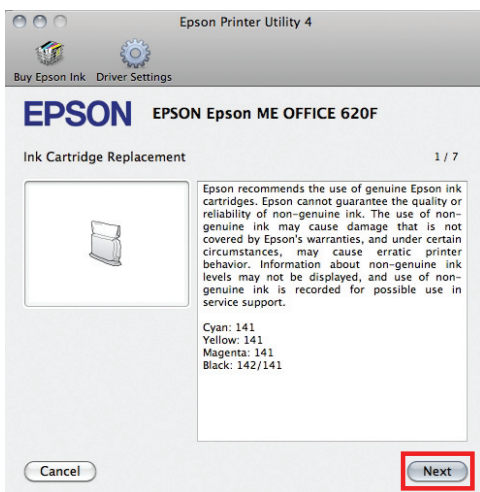 Epson Printer Utility 4
Buy Epson Ink Driver Settings
EPSON EPSON Epson ME OFFICE 620F
Ink Cartridge Replacement 1 / 7
Epson recommends the use of genuine Epson ink
cartridges. Epson cannot guarantee the quality or
reliability of non-genuine ink. The use of non-
genuine ink may cause damage that is not
covered by Epson's warranties, and under certain
circumstances, may cause erratic printer
behavior. Information about non-genuine ink
levels may not be displayed, and use of non-
genuine ink is recorded for possible use in
service support.
Cyan: 141
Yellow: 141
Magenta: 141
Black: 142/141
Cancel Next